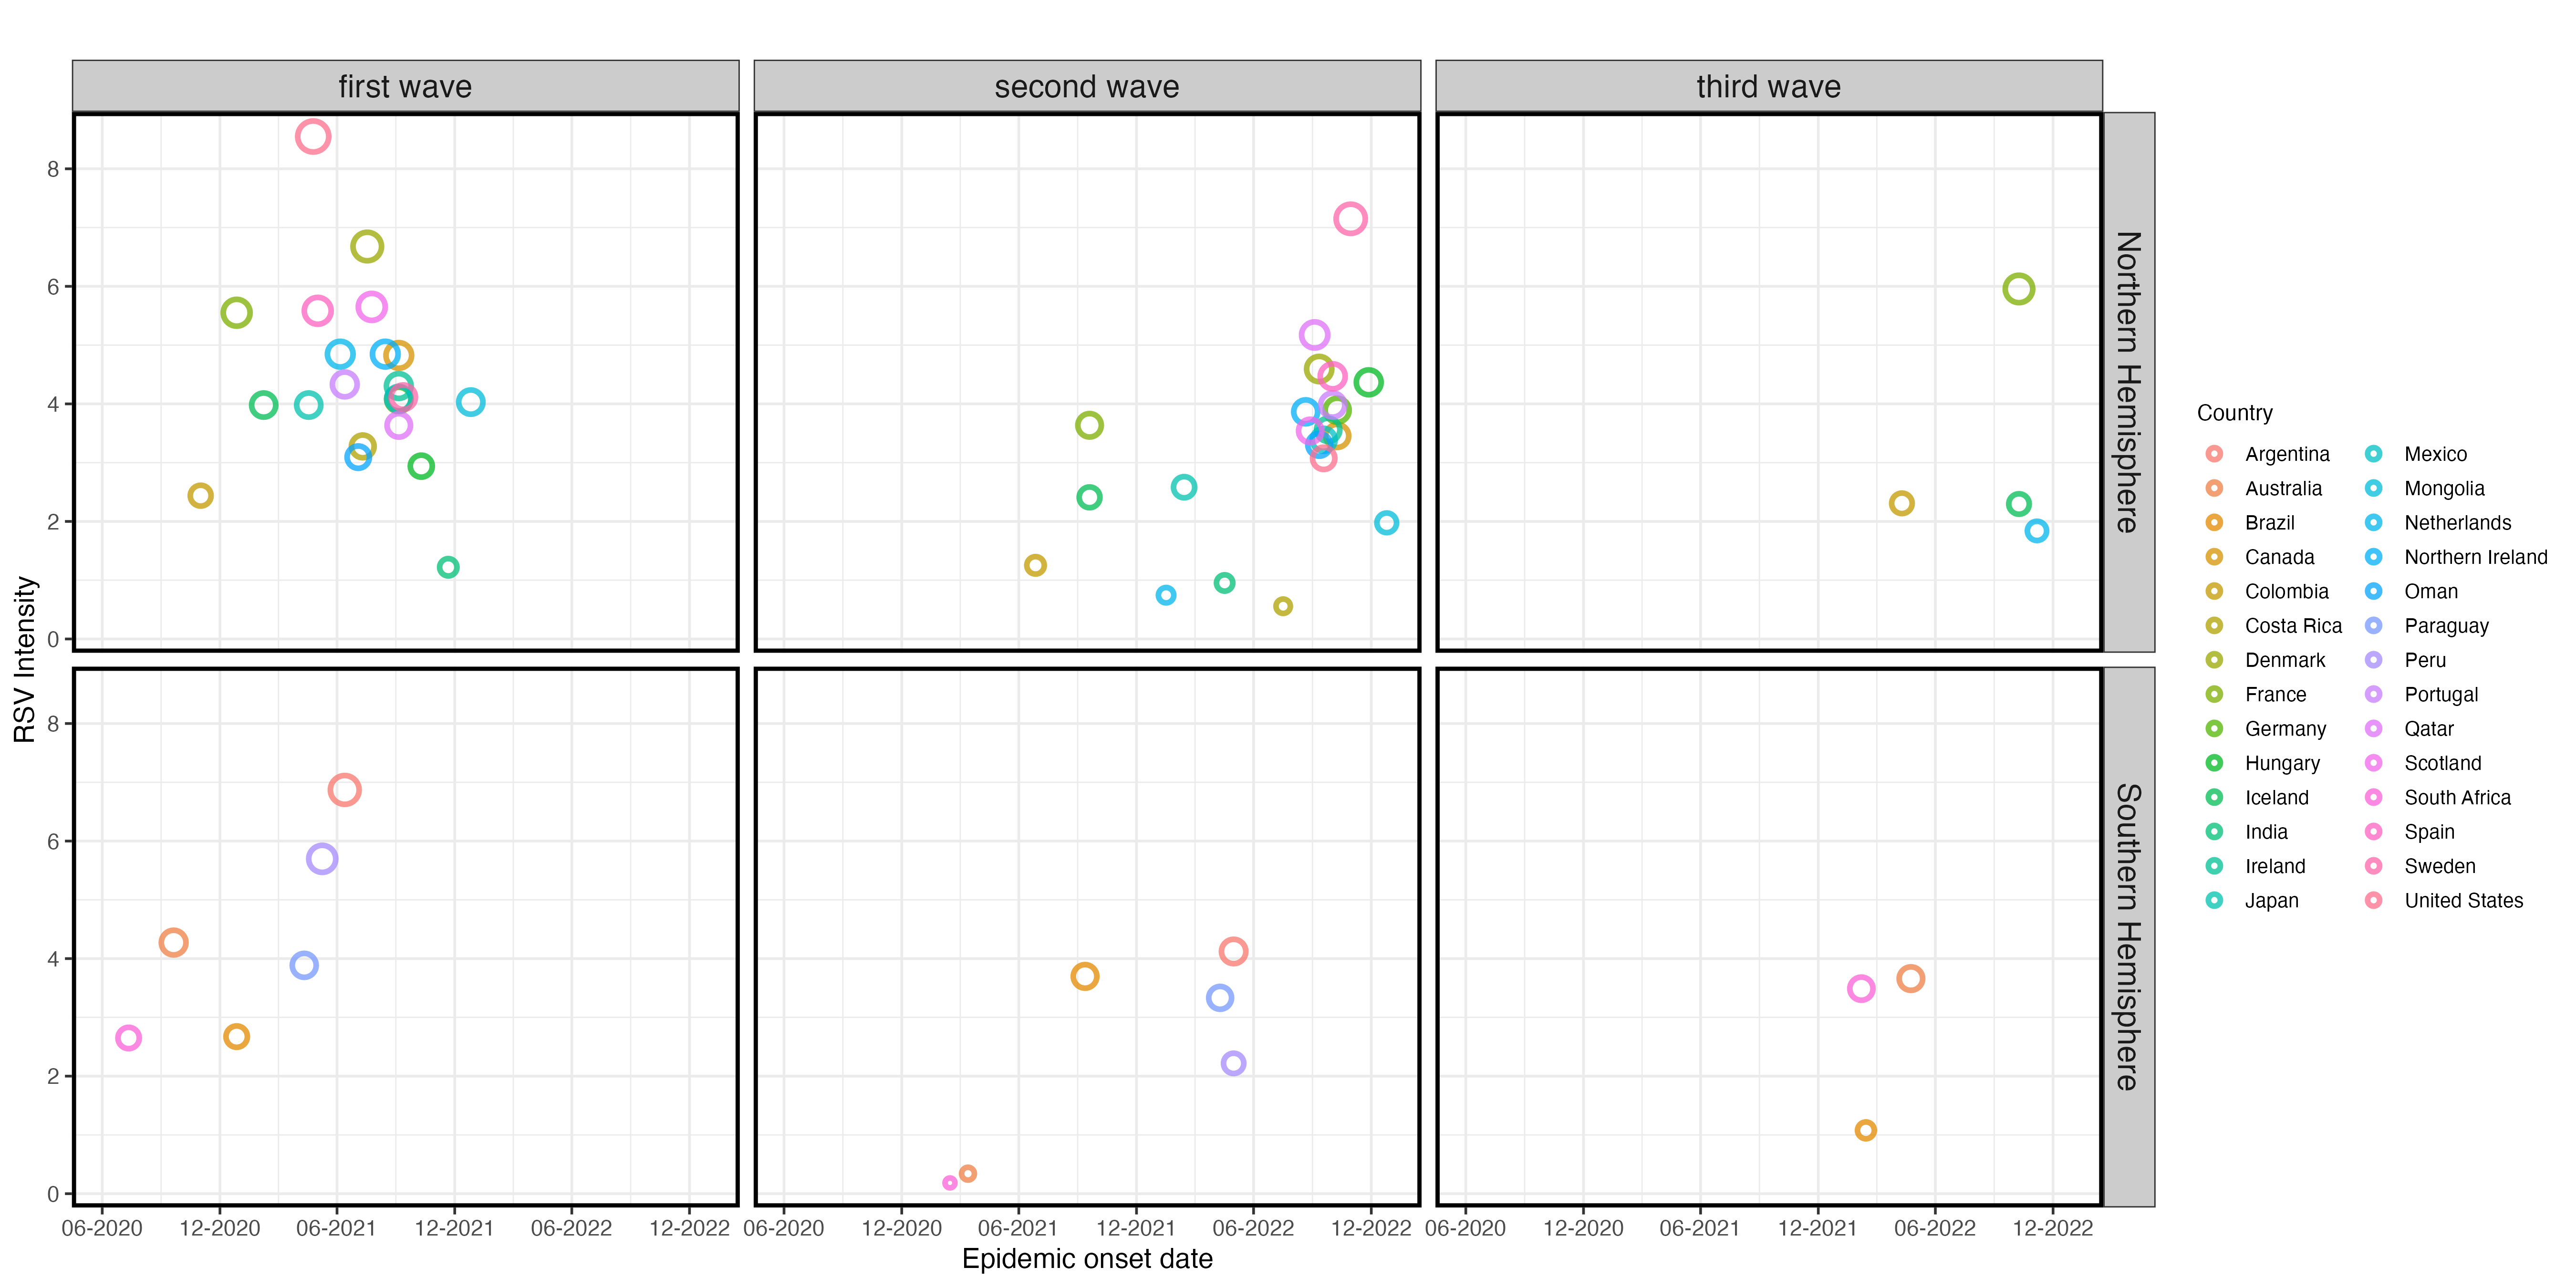 first wave
second wave
third wave
8
6
4
2
0
Northern Hemisphere
RSV Intensity
8
6
4
2
0
Southern Hemisphere
06-2020 12-2020 06-2021 12-2021 06-2022 12-2022
06-2020 12-2020 06-2021 12-2021 06-2022 12-2022
06-2020 12-2020 06-2021 12-2021 06-2022 12-2022
Epidemic onset date
Country
Argentina
Australia
Brazil
Canada
Colombia
Costa Rica
Denmark
France
Germany
Hungary
Iceland
India
Ireland
Japan
Mexico
Mongolia
Netherlands
Northern Ireland
Oman
Paraguay
Peru
Portugal
Qatar
Scotland
South Africa
Spain
Sweden
United States